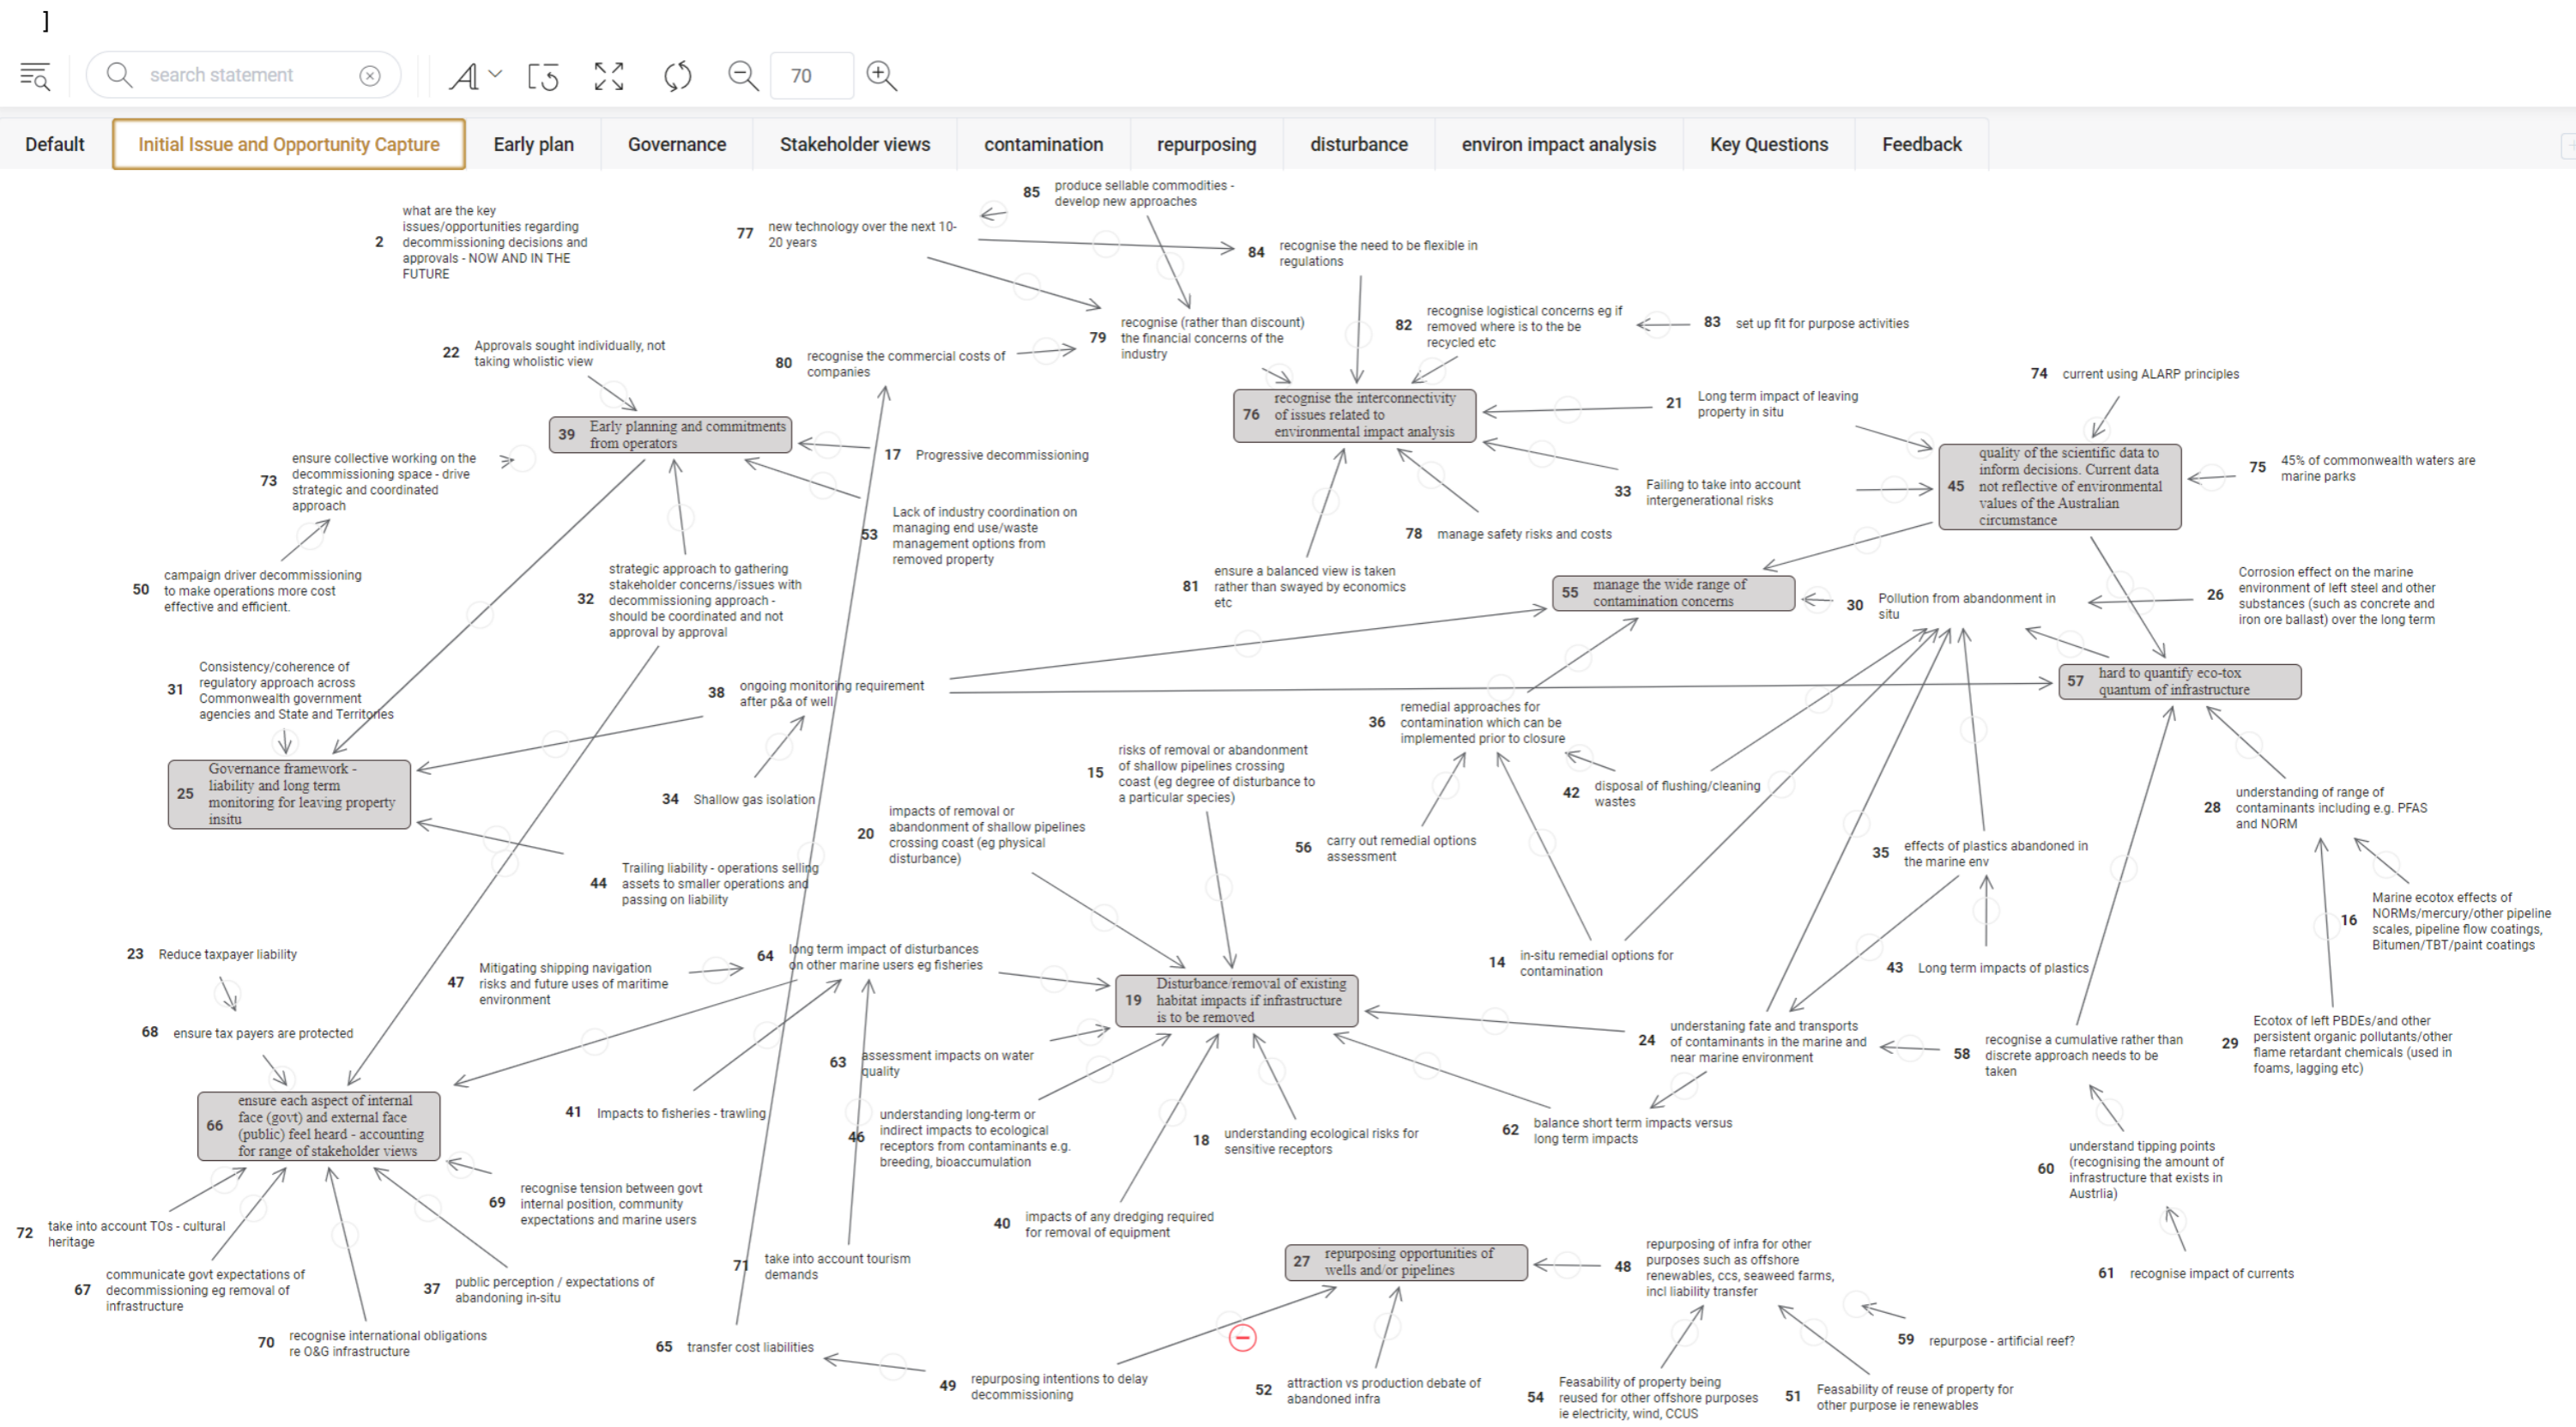 ]
search statement
70
Default
Initial Issue and Opportunity Capture
Early plan
Governance
Stakeholder views
contamination
repurposing
disturbance
environ impact analysis
Key Questions
Feedback
85
produce sellable commodities -
develop new approaches
2
what are the key
issues/opportunities regarding
decommissioning decisions and
approvals - NOW AND IN THE
FUTURE
77
new technology over the next 10-
20 years
84
recognise the need to be flexible in
regulations
79
recognise (rather than discount)
the financial concerns of the
industry
82
recognise logistical concerns eg if
removed where is to the be
recycled etc
83
set up fit for purpose activities
22
Approvals sought individually, not
taking wholistic view
80
recognise the commercial costs of
companies
74
current using ALARP principles
76
recognise the interconnectivity
of issues related to
environmental impact analysis
21
Long term impact of leaving
property in situ
39
Early planning and commitments
from operators
17
Progressive decommissioning
73
ensure collective working on the
decommissioning space - drive
strategic and coordinated
approach
45
quality of the scientific data to
inform decisions. Current data
not reflective of environmental
values of the Australian
circumstance
75
45% of commonwealth waters are
marine parks
33
Failing to take into account
intergenerational risks
53
Lack of industry coordination on
managing end use/waste
management options from
removed property
78
manage safety risks and costs
50
campaign driver decommissioning
to make operations more cost
effective and efficient.
32
strategic approach to gathering
stakeholder concerns/issues with
decommissioning approach -
should be coordinated and not
approval by approval
81
ensure a balanced view is taken
rather than swayed by economics
etc
55
manage the wide range of
contamination concerns
30
Pollution from abandonment in
situ
26
Corrosion effect on the marine
environment of left steel and other
substances (such as concrete and
iron ore ballast) over the long term
31
Consistency/coherence of
regulatory approach across
Commonwealth government
agencies and State and Territories
38
ongoing monitoring requirement
after p&a of well
57
hard to quantify eco-tox
quantum of infrastructure
36
remedial approaches for
contamination which can be
implemented prior to closure
15
risks of removal or abandonment
of shallow pipelines crossing
coast (eg degree of disturbance to
a particular species)
25
Governance framework -
liability and long term
monitoring for leaving property
insitu
34
Shallow gas isolation
42
disposal of flushing/cleaning
wastes
28
understanding of range of
contaminants including e.g. PFAS
and NORM
20
impacts of removal or
abandonment of shallow pipelines
crossing coast (eg physical
disturbance)
56
carry out remedial options
assessment
35
effects of plastics abandoned in
the marine env
44
Trailing liability - operations selling
assets to smaller operations and
passing on liability
16
Marine ecotox effects of
NORMs/mercury/other pipeline
scales, pipeline flow coatings,
Bitumen/TBT/paint coatings
23
Reduce taxpayer liability
64
long term impact of disturbances
on other marine users eg fisheries
14
in-situ remedial options for
contamination
43
Long term impacts of plastics
47
Mitigating shipping navigation
risks and future uses of maritime
environment
19
Disturbance/removal of existing
habitat impacts if infrastructure
is to be removed
68
ensure tax payers are protected
63
assessment impacts on water
quality
24
understaning fate and transports
of contaminants in the marine and
near marine environment
58
recognise a cumulative rather than
discrete approach needs to be
taken
29
Ecotox of left PBDEs/and other
persistent organic pollutants/other
flame retardant chemicals (used in
foams, lagging etc)
66
ensure each aspect of internal
face (govt) and external face
(public) feel heard - accounting
for range of stakeholder views
41
Impacts to fisheries - trawling
46
understanding long-term or
indirect impacts to ecological
receptors from contaminants e.g.
breeding, bioaccumulation
18
understanding ecological risks for
sensitive receptors
62
balance short term impacts versus
long term impacts
60
understand tipping points
(recognising the amount of
infrastructure that exists in
Austrlia)
69
recognise tension between govt
internal position, community
expectations and marine users
72
take into account TOs - cultural
heritage
40
impacts of any dredging required
for removal of equipment
71
take into account tourism
demands
27
repurposing opportunities of
wells and/or pipelines
48
repurposing of infra for other
purposes such as offshore
renewables, ccs, seaweed farms,
incl liability transfer
61
recognise impact of currents
67
communicate govt expectations of
decommissioning eg removal of
infrastructure
37
public perception / expectations of
abandoning in-situ
70
recognise international obligations
re O&G infrastructure
65
transfer cost liabilities
59
repurpose - artificial reef?
49
repurposing intentions to delay
decommissioning
52
attraction vs production debate of
abandoned infra
54
Feasability of property being
reused for other offshore purposes
ie electricity, wind, CCUS
51
Feasability of reuse of property for
other purpose ie renewables